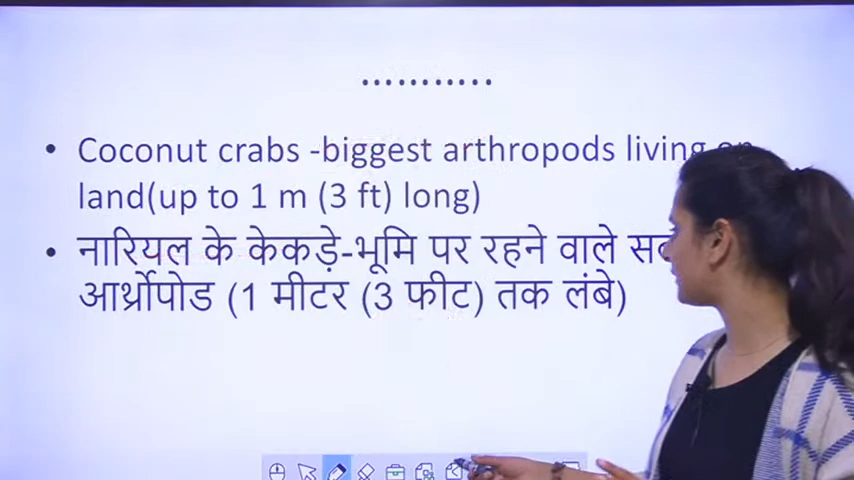 ...........
• Coconut crabs -biggest arthropods living on
land(up to 1 m (3 ft) long)
• नारियल के केकड़े-भूमि पर रहने वाले
आर्थ्रोपोड (1 मीटर (3 फीट) तक लंबे)